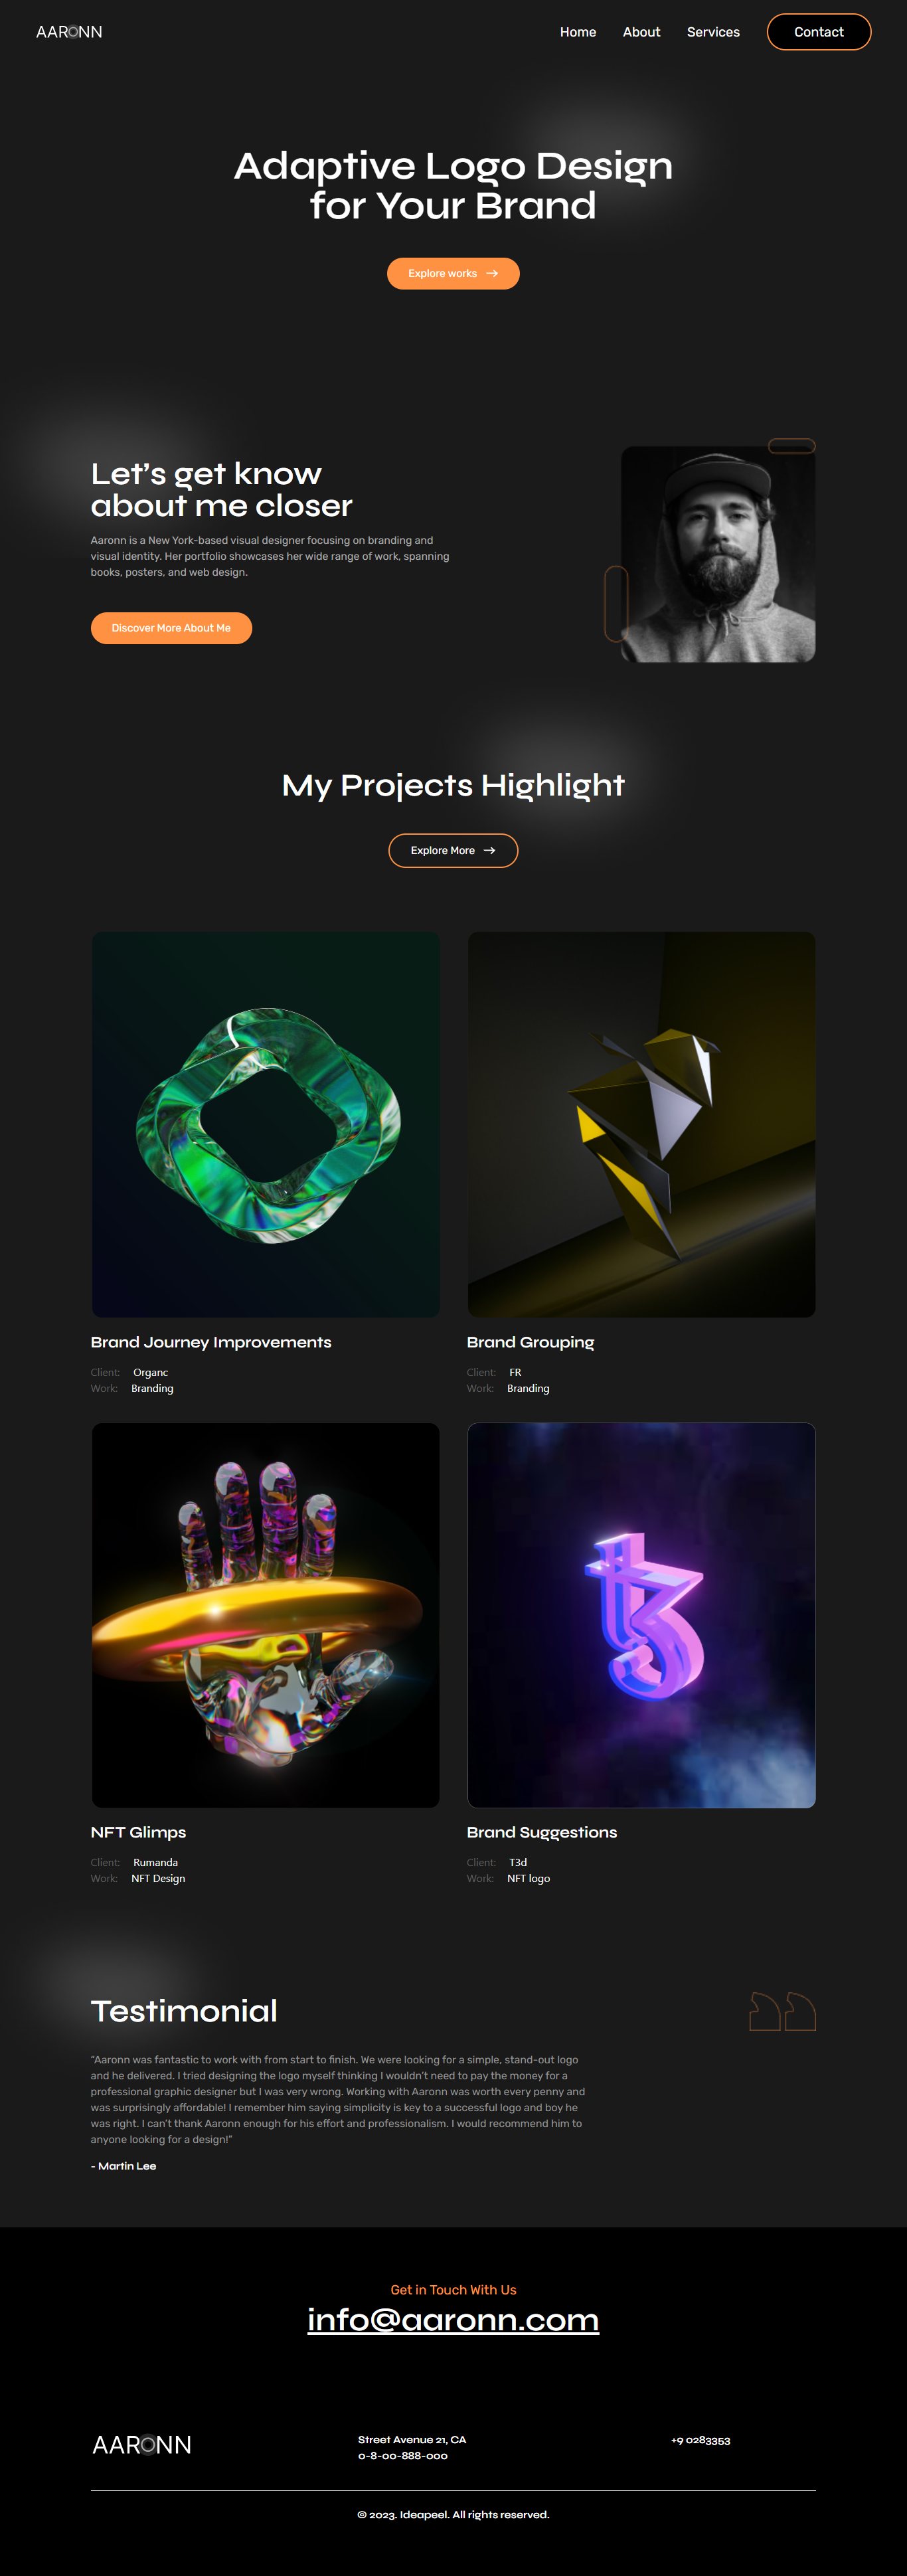 AARONN
Home About Services Contact
Adaptive Logo Design
for Your Brand
Explore works
Let's get know
about me closer
Aaronn is a New York-based visual designer focusing on branding and
visual identity. Her portfolio showcases her wide range of work, spanning
books, posters, and web design.
Discover More About Me
My Projects Highlight
Explore More
Brand Journey Improvements
Client: Organc
Work: Branding
Brand Grouping
Client: FR
Work: Branding
NFT Glimps
Client: Rumanda
Work: NFT Design
Brand Suggestions
Client: T3d
Work: NFT logo
Testimonial
"Aaronn was fantastic to work with from start to finish. We were looking for a simple, stand-out logo
and he delivered. I tried designing the logo myself thinking I wouldn't need to pay the money for a
professional graphic designer but I was very wrong. Working with Aaronn was worth every penny and
was surprisingly affordable! I remember him saying simplicity is key to a successful logo and boy he
was right. I can't thank Aaronn enough for his effort and professionalism. I would recommend him to
anyone looking for a design!"
- Martin Lee
Get in Touch With Us
info@aaronn.com
AARONN
Street Avenue 21, CA
0-8-00-888-000
+9 0283353
© 2023. Ideapeel. All rights reserved.